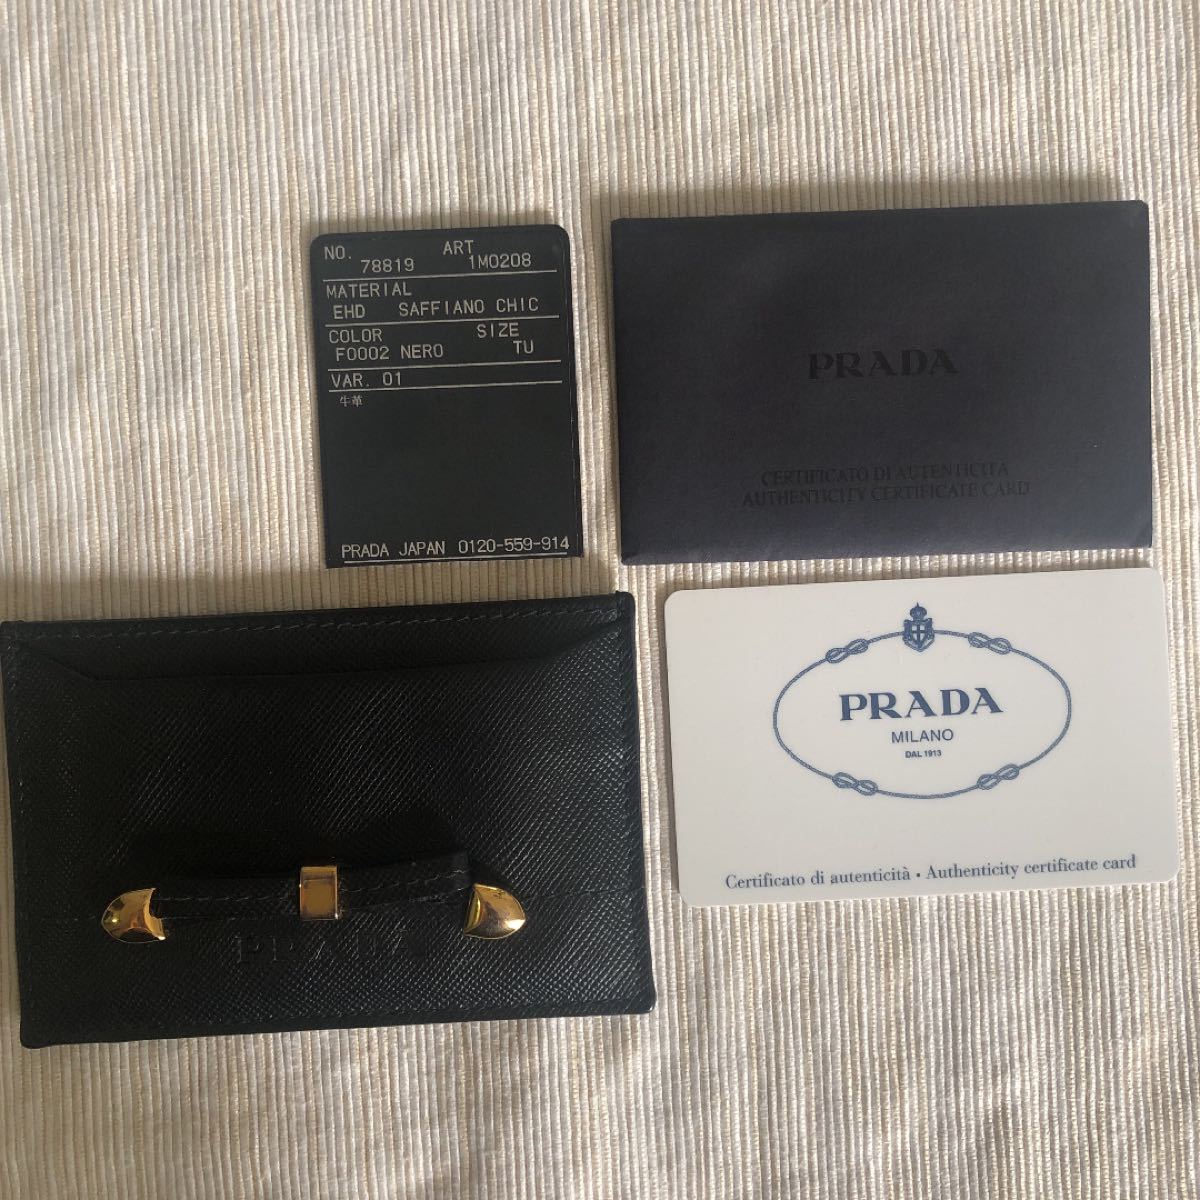 NO. 78819 ART 1M0208
MATERIAL
EHD SAFFIANO CHIC
COLOR SIZE
F0002 NERO TU
VAR. 01
牛革
PRADA JAPAN 0120-559-914
PRADA
CERTIFICATO DI AUTENTICITÀ
AUTHENTICITY CERTIFICATE CARD
PRADA
MILANO
DAL 1913
Certificato di autenticità • Authenticity certificate card
PRADA